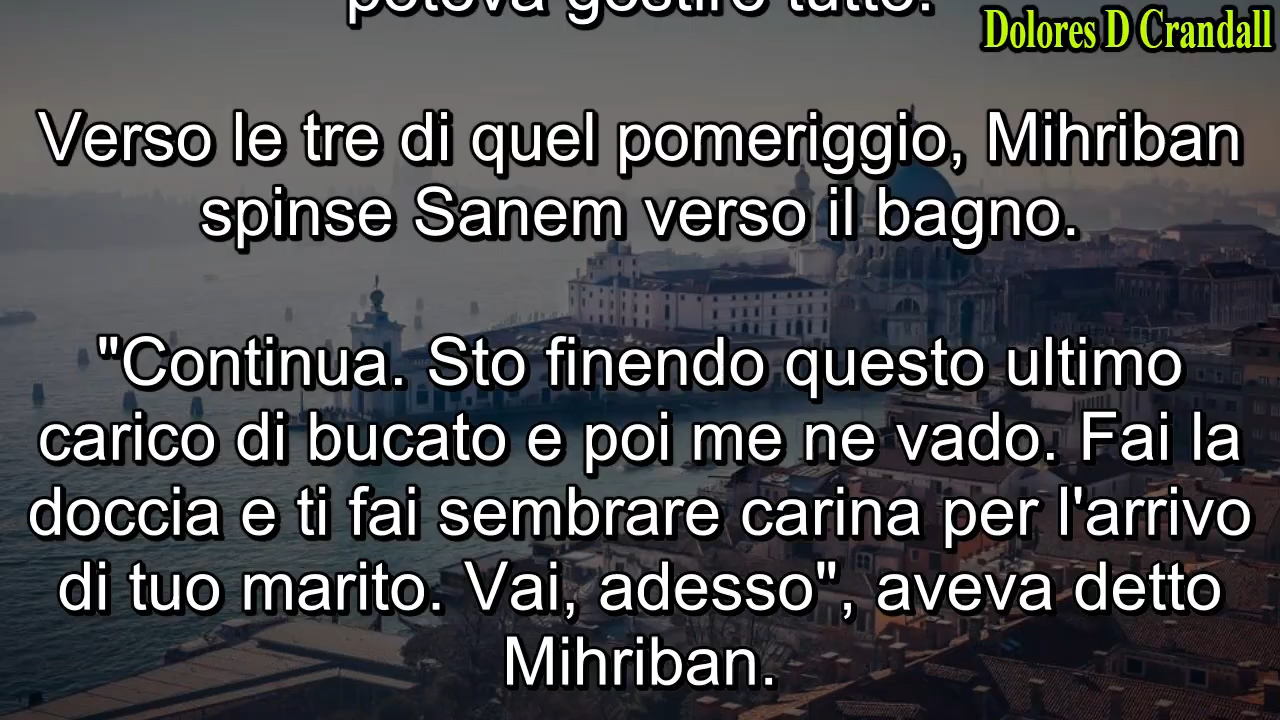 poteva gestire tutto.
Dolores D Crandall
Verso le tre di quel pomeriggio, Mihriban
spinse Sanem verso il bagno.
"Continua. Sto finendo questo ultimo
carico di bucato e poi me ne vado. Fai la
doccia e ti fai sembrare carina per l'arrivo
di tuo marito. Vai, adesso", aveva detto
Mihriban.